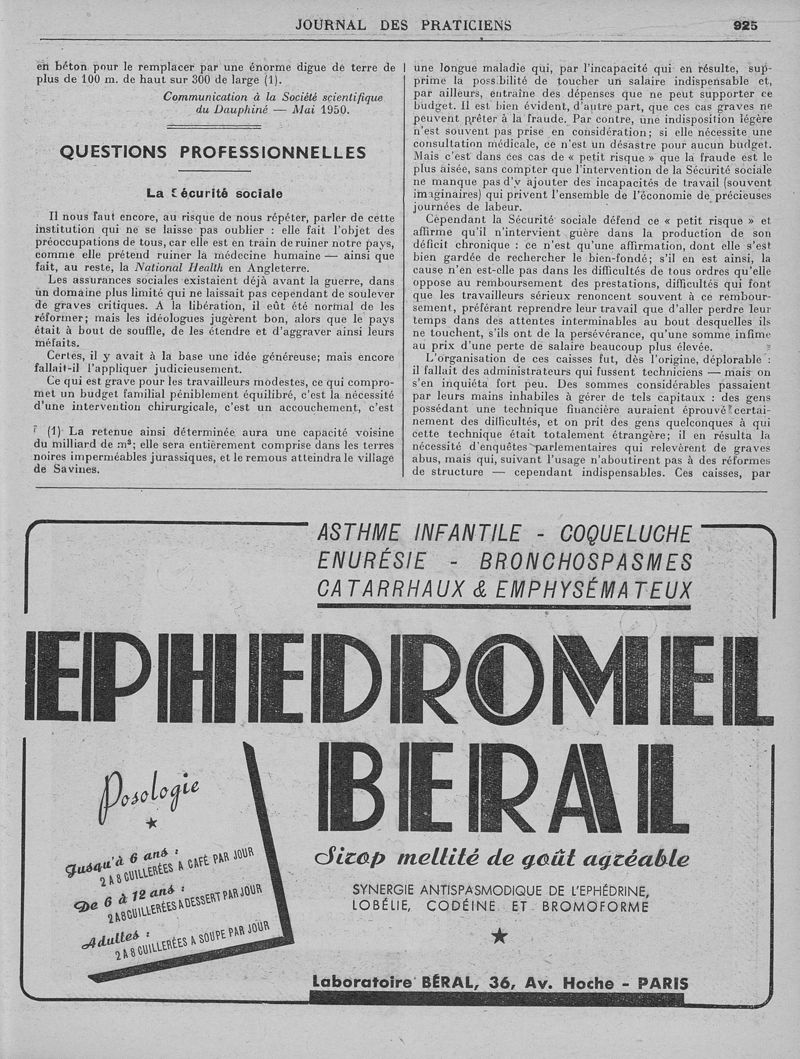 JOURNAL DES PRATICIENS 925
en béton pour le remplacer par une énorme digue de terre de
plus de 100 m. de haut sur 300 de large (1).
Communication à la Société scientifique
du Dauphiné — Mai 1950.
QUESTIONS PROFESSIONNELLES
La Sécurité sociale
Il nous faut encore, au risque de nous répéter, parler de cette
institution qui ne se laisse pas oublier : elle fait l'objet des
préoccupations de tous, car elle est en train de ruiner notre pays,
comme elle prétend ruiner la médecine humaine — ainsi que
fait, au reste, la National Health en Angleterre.
Les assurances sociales existaient déjà avant la guerre, dans
un domaine plus limité qui ne laissait pas cependant de soulever
de graves critiques. A la libération, il eût été normal de les
réformer; mais les idéologues jugèrent bon, alors que le pays
était à bout de souffle, de les étendre et d'aggraver ainsi leurs
méfaits.
Certes, il y avait à la base une idée généreuse; mais encore
fallait-il l'appliquer judicieusement.
Ce qui est grave pour les travailleurs modestes, ce qui compro-
met un budget familial péniblement équilibré, c'est la nécessité
d'une intervention chirurgicale, c'est un accouchement, c'est
(1) La retenue ainsi déterminée aura une capacité voisine
du milliard de m³; elle sera entièrement comprise dans les terres
noires imperméables jurassiques, et le remous atteindra le village
de Savines.
une longue maladie qui, par l'incapacité qui en résulte, sup-
prime la possibilité de toucher un salaire indispensable et,
par ailleurs, entraîne des dépenses que ne peut supporter ce
budget. Il est bien évident, d'autre part, que ces cas graves ne
peuvent prêter à la fraude. Par contre, une indisposition légère
n'est souvent pas prise en considération; si elle nécessite une
consultation médicale, ce n'est un désastre pour aucun budget.
Mais c'est dans ces cas de « petit risque » que la fraude est le
plus aisée, sans compter que l'intervention de la Sécurité sociale
ne manque pas d'y ajouter des incapacités de travail (souvent
imaginaires) qui privent l'ensemble de l'économie de précieuses
journées de labeur.
Cependant la Sécurité sociale défend ce « petit risque » et
affirme qu'il n'intervient guère dans la production de son
déficit chronique : ce n'est qu'une affirmation, dont elle s'est
bien gardée de rechercher le bien-fondé; s'il en est ainsi, la
cause n'en est-elle pas dans les difficultés de tous ordres qu'elle
oppose au remboursement des prestations, difficultés qui font
que les travailleurs sérieux renoncent souvent à ce rembour-
sement, préférant reprendre leur travail que d'aller perdre leur
temps dans des attentes interminables au bout desquelles ils
ne touchent, s'ils ont de la persévérance, qu'une somme infime
au prix d'une perte de salaire beaucoup plus élevée.
L'organisation de ces caisses fut, dès l'origine, déplorable :
il fallait des administrateurs qui fussent techniciens — mais on
s'en inquiéta fort peu. Des sommes considérables passaient
par leurs mains inhabiles à gérer de tels capitaux : des gens
possédant une technique financière auraient éprouvé certai-
nement des difficultés, et on prit des gens quelconques à qui
cette technique était totalement étrangère; il en résulta la
nécessité d'enquêtes parlementaires qui relevèrent de graves
abus, mais qui, suivant l'usage n'aboutirent pas à des réformes
de structure — cependant indispensables. Ces caisses, par
ASTHME INFANTILE - COQUELUCHE
ENURÉSIE - BRONCHOSPASMES
CATARRHAUX & EMPHYSÉMATEUX
EPHEDROMEL
BERAL
Posologie
Jusqu'à 6 ans :
2 A 8 CUILLERÉES A CAFÉ PAR JOUR
De 6 à 12 ans :
2 A 8 CUILLERÉES A DESSERT PAR JOUR
Adultes :
2 A 8 CUILLERÉES A SOUPE PAR JOUR
Sirop mellité de goût agréable
SYNERGIE ANTISPASMODIQUE DE L'EPHÉDRINE,
LOBÉLIE, CODÉINE ET BROMOFORME
Laboratoire BÉRAL, 36, Av. Hoche - PARIS